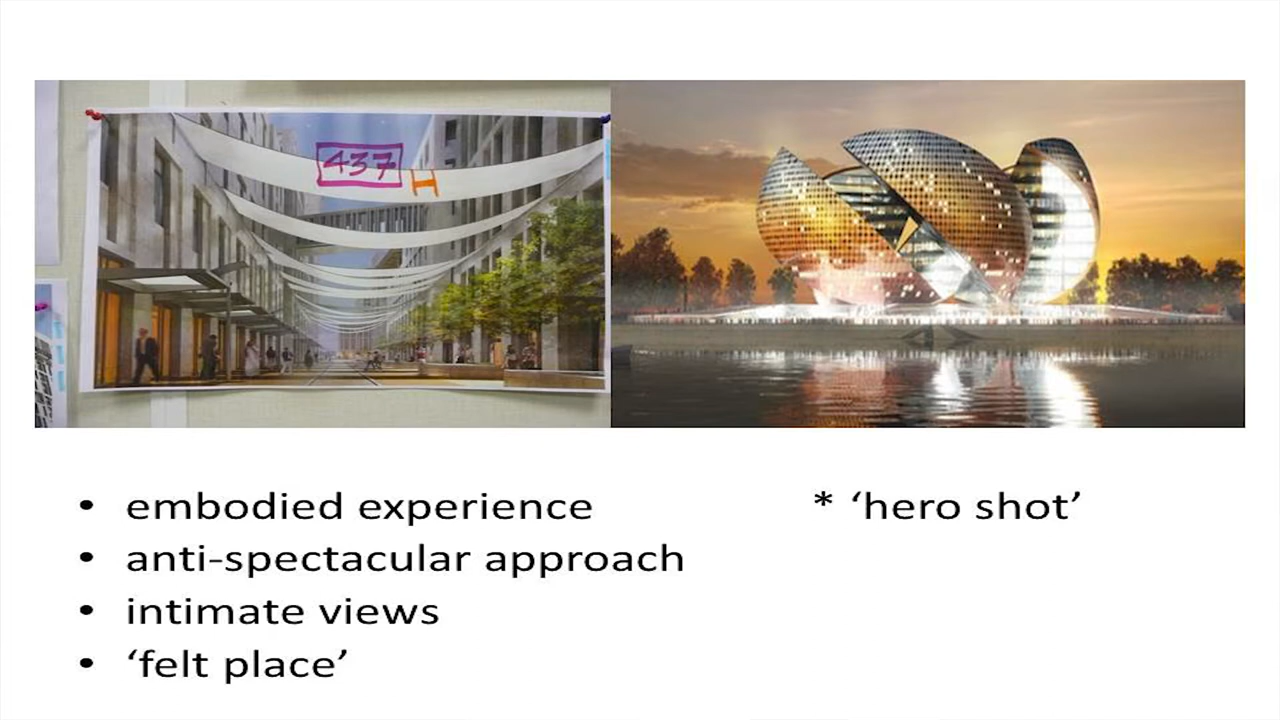 437
H
• embodied experience
* ‘hero shot’
• anti-spectacular approach
• intimate views
• ‘felt place’